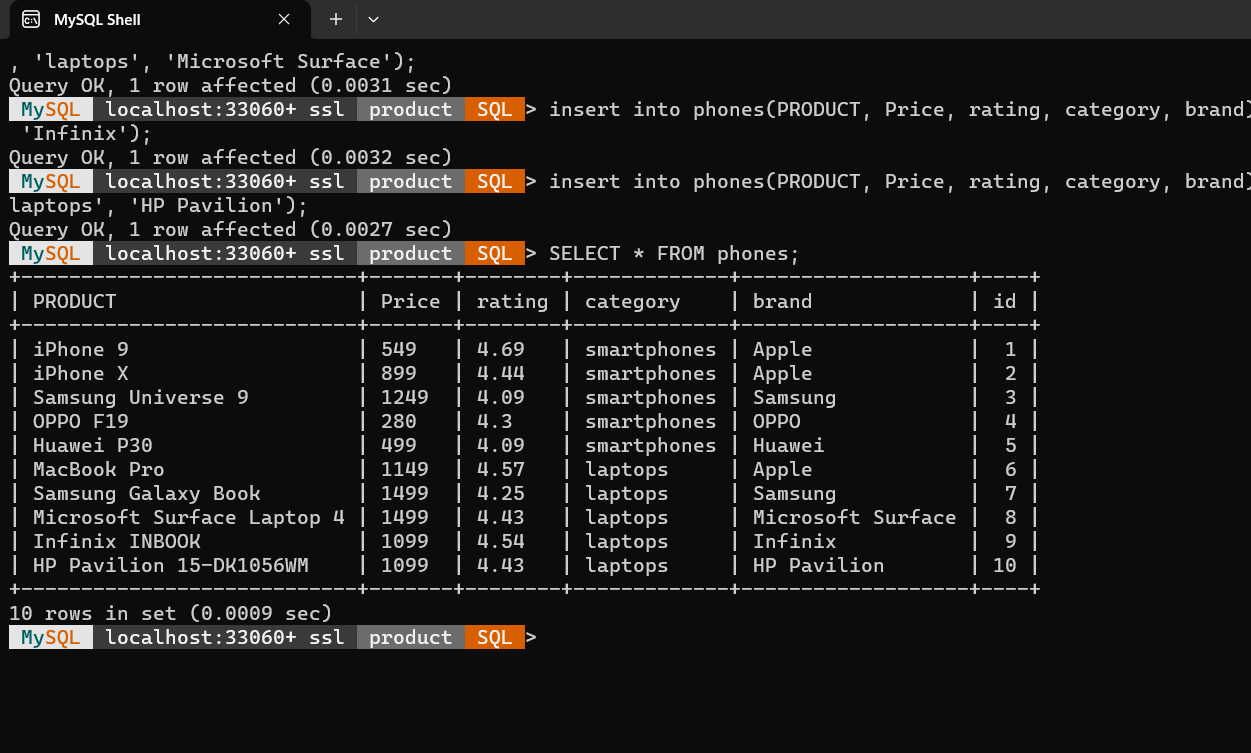 MySQL Shell
, 'laptops', 'Microsoft Surface');
Query OK, 1 row affected (0.0031 sec)
MySQL localhost:33060+ ssl product SQL > insert into phones(PRODUCT, Price, rating, category, brand)
'Infinix');
Query OK, 1 row affected (0.0032 sec)
MySQL localhost:33060+ ssl product SQL > insert into phones(PRODUCT, Price, rating, category, brand)
laptops', 'HP Pavilion');
Query OK, 1 row affected (0.0027 sec)
MySQL localhost:33060+ ssl product SQL > SELECT * FROM phones;
+----------------------------+-------+--------+-------------+-------------------+----+
| PRODUCT                    | Price | rating | category    | brand             | id |
+----------------------------+-------+--------+-------------+-------------------+----+
| iPhone 9                   | 549   | 4.69   | smartphones | Apple             |  1 |
| iPhone X                   | 899   | 4.44   | smartphones | Apple             |  2 |
| Samsung Universe 9         | 1249  | 4.09   | smartphones | Samsung           |  3 |
| OPPO F19                   | 280   | 4.3    | smartphones | OPPO              |  4 |
| Huawei P30                 | 499   | 4.09   | smartphones | Huawei            |  5 |
| MacBook Pro                | 1149  | 4.57   | laptops     | Apple             |  6 |
| Samsung Galaxy Book        | 1499  | 4.25   | laptops     | Samsung           |  7 |
| Microsoft Surface Laptop 4 | 1499  | 4.43   | laptops     | Microsoft Surface |  8 |
| Infinix INBOOK             | 1099  | 4.54   | laptops     | Infinix           |  9 |
| HP Pavilion 15-DK1056WM    | 1099  | 4.43   | laptops     | HP Pavilion       | 10 |
+----------------------------+-------+--------+-------------+-------------------+----+
10 rows in set (0.0009 sec)
MySQL localhost:33060+ ssl product SQL >